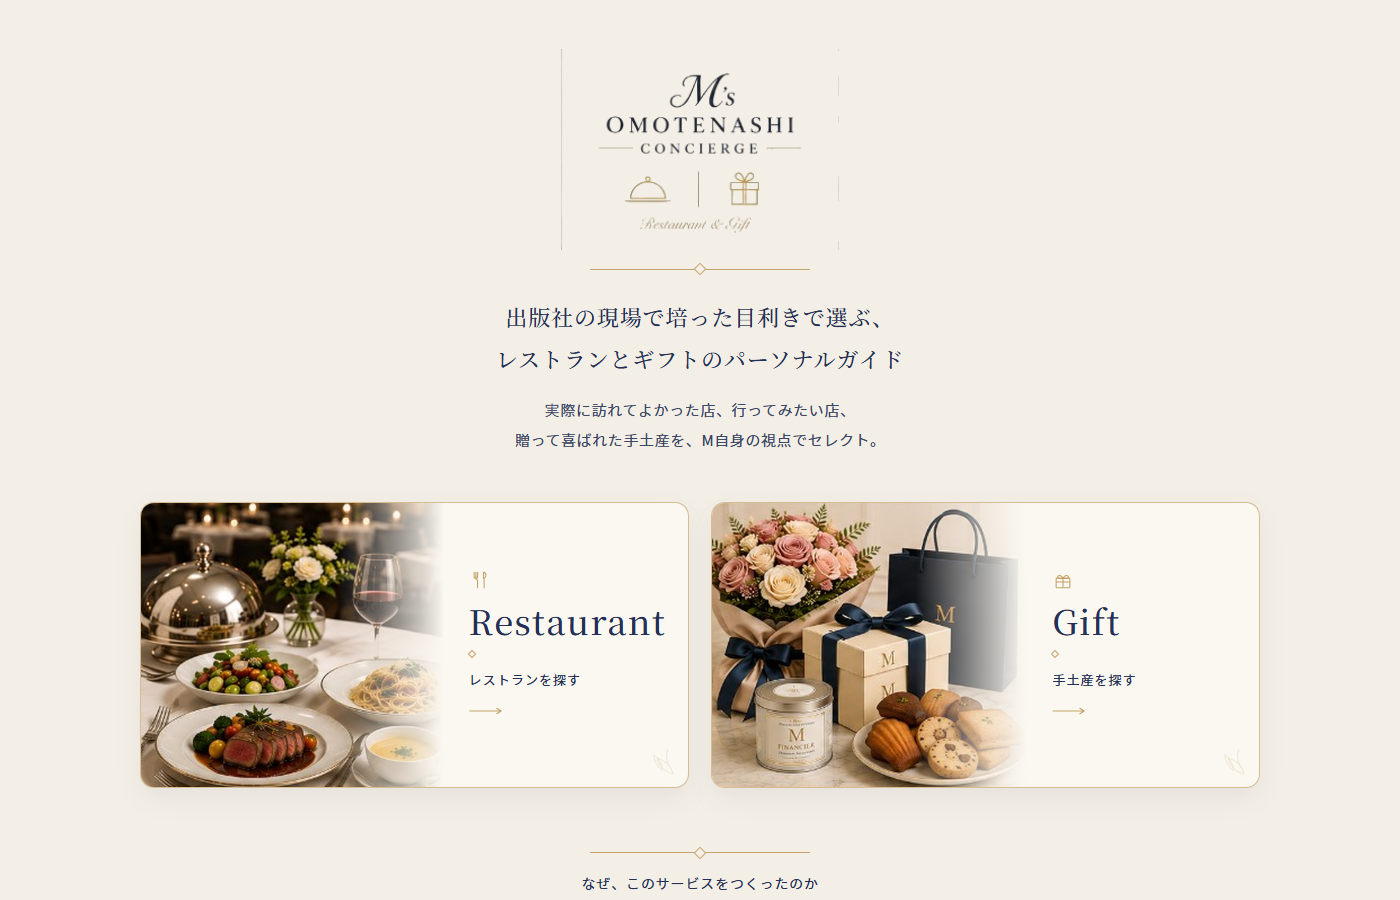 M's
OMOTENASHI
CONCIERGE
Restaurant & Gift
出版社の現場で培った目利きで選ぶ、
レストランとギフトのパーソナルガイド
実際に訪れてよかった店、行ってみたい店、
贈って喜ばれた手土産を、M自身の視点でセレクト。
Restaurant
レストランを探す
M
M
M
M
FINANCIER
Gift
手土産を探す
なぜ、このサービスをつくったのか